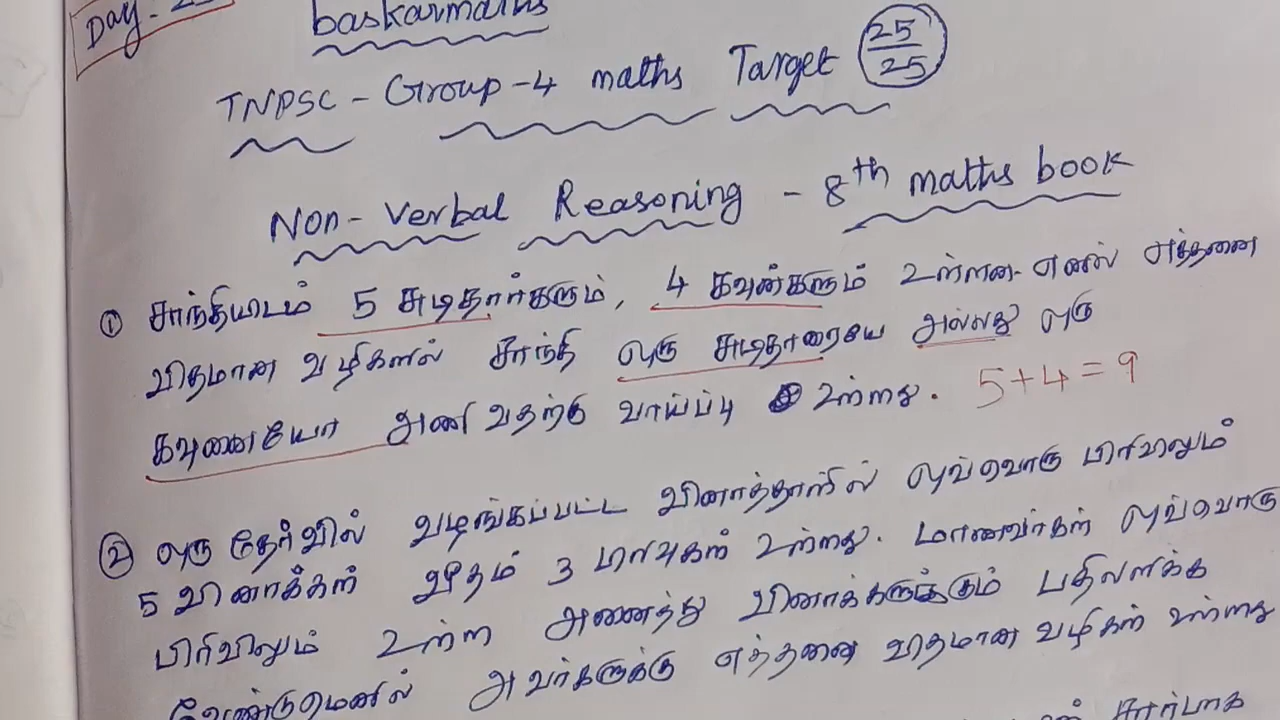 Day - 25
baskarmaths
TNPSC - Group - 4 maths Target 25/25
Non - Verbal Reasoning - 8th maths book
① சாந்தியிடம் 5 சுடிதார்களும், 4 கவுன்களும் உள்ளன. எனில் எத்தனை
விதமான வழிகளில் சாந்தி ஒரு சுடிதாரையோ அல்லது ஒரு
கவுனையோ அணிவதற்கு வாய்ப்பு உள்ளது. 5+4=9
② ஒரு தேர்வில் வழங்கப்பட்ட வினாத்தாளில் ஒவ்வொரு பிரிவிலும்
5 வினாக்கள் வீதம் 3 பிரிவுகள் உள்ளது. மாணவர்கள் ஒவ்வொரு
பிரிவிலும் உள்ள அணைத்து வினாக்களுக்கும் பதிலளிக்க
வேண்டுமெனில் அவர்களுக்கு எத்தனை விதமான வழிகள் உள்ளது
சார்பாக